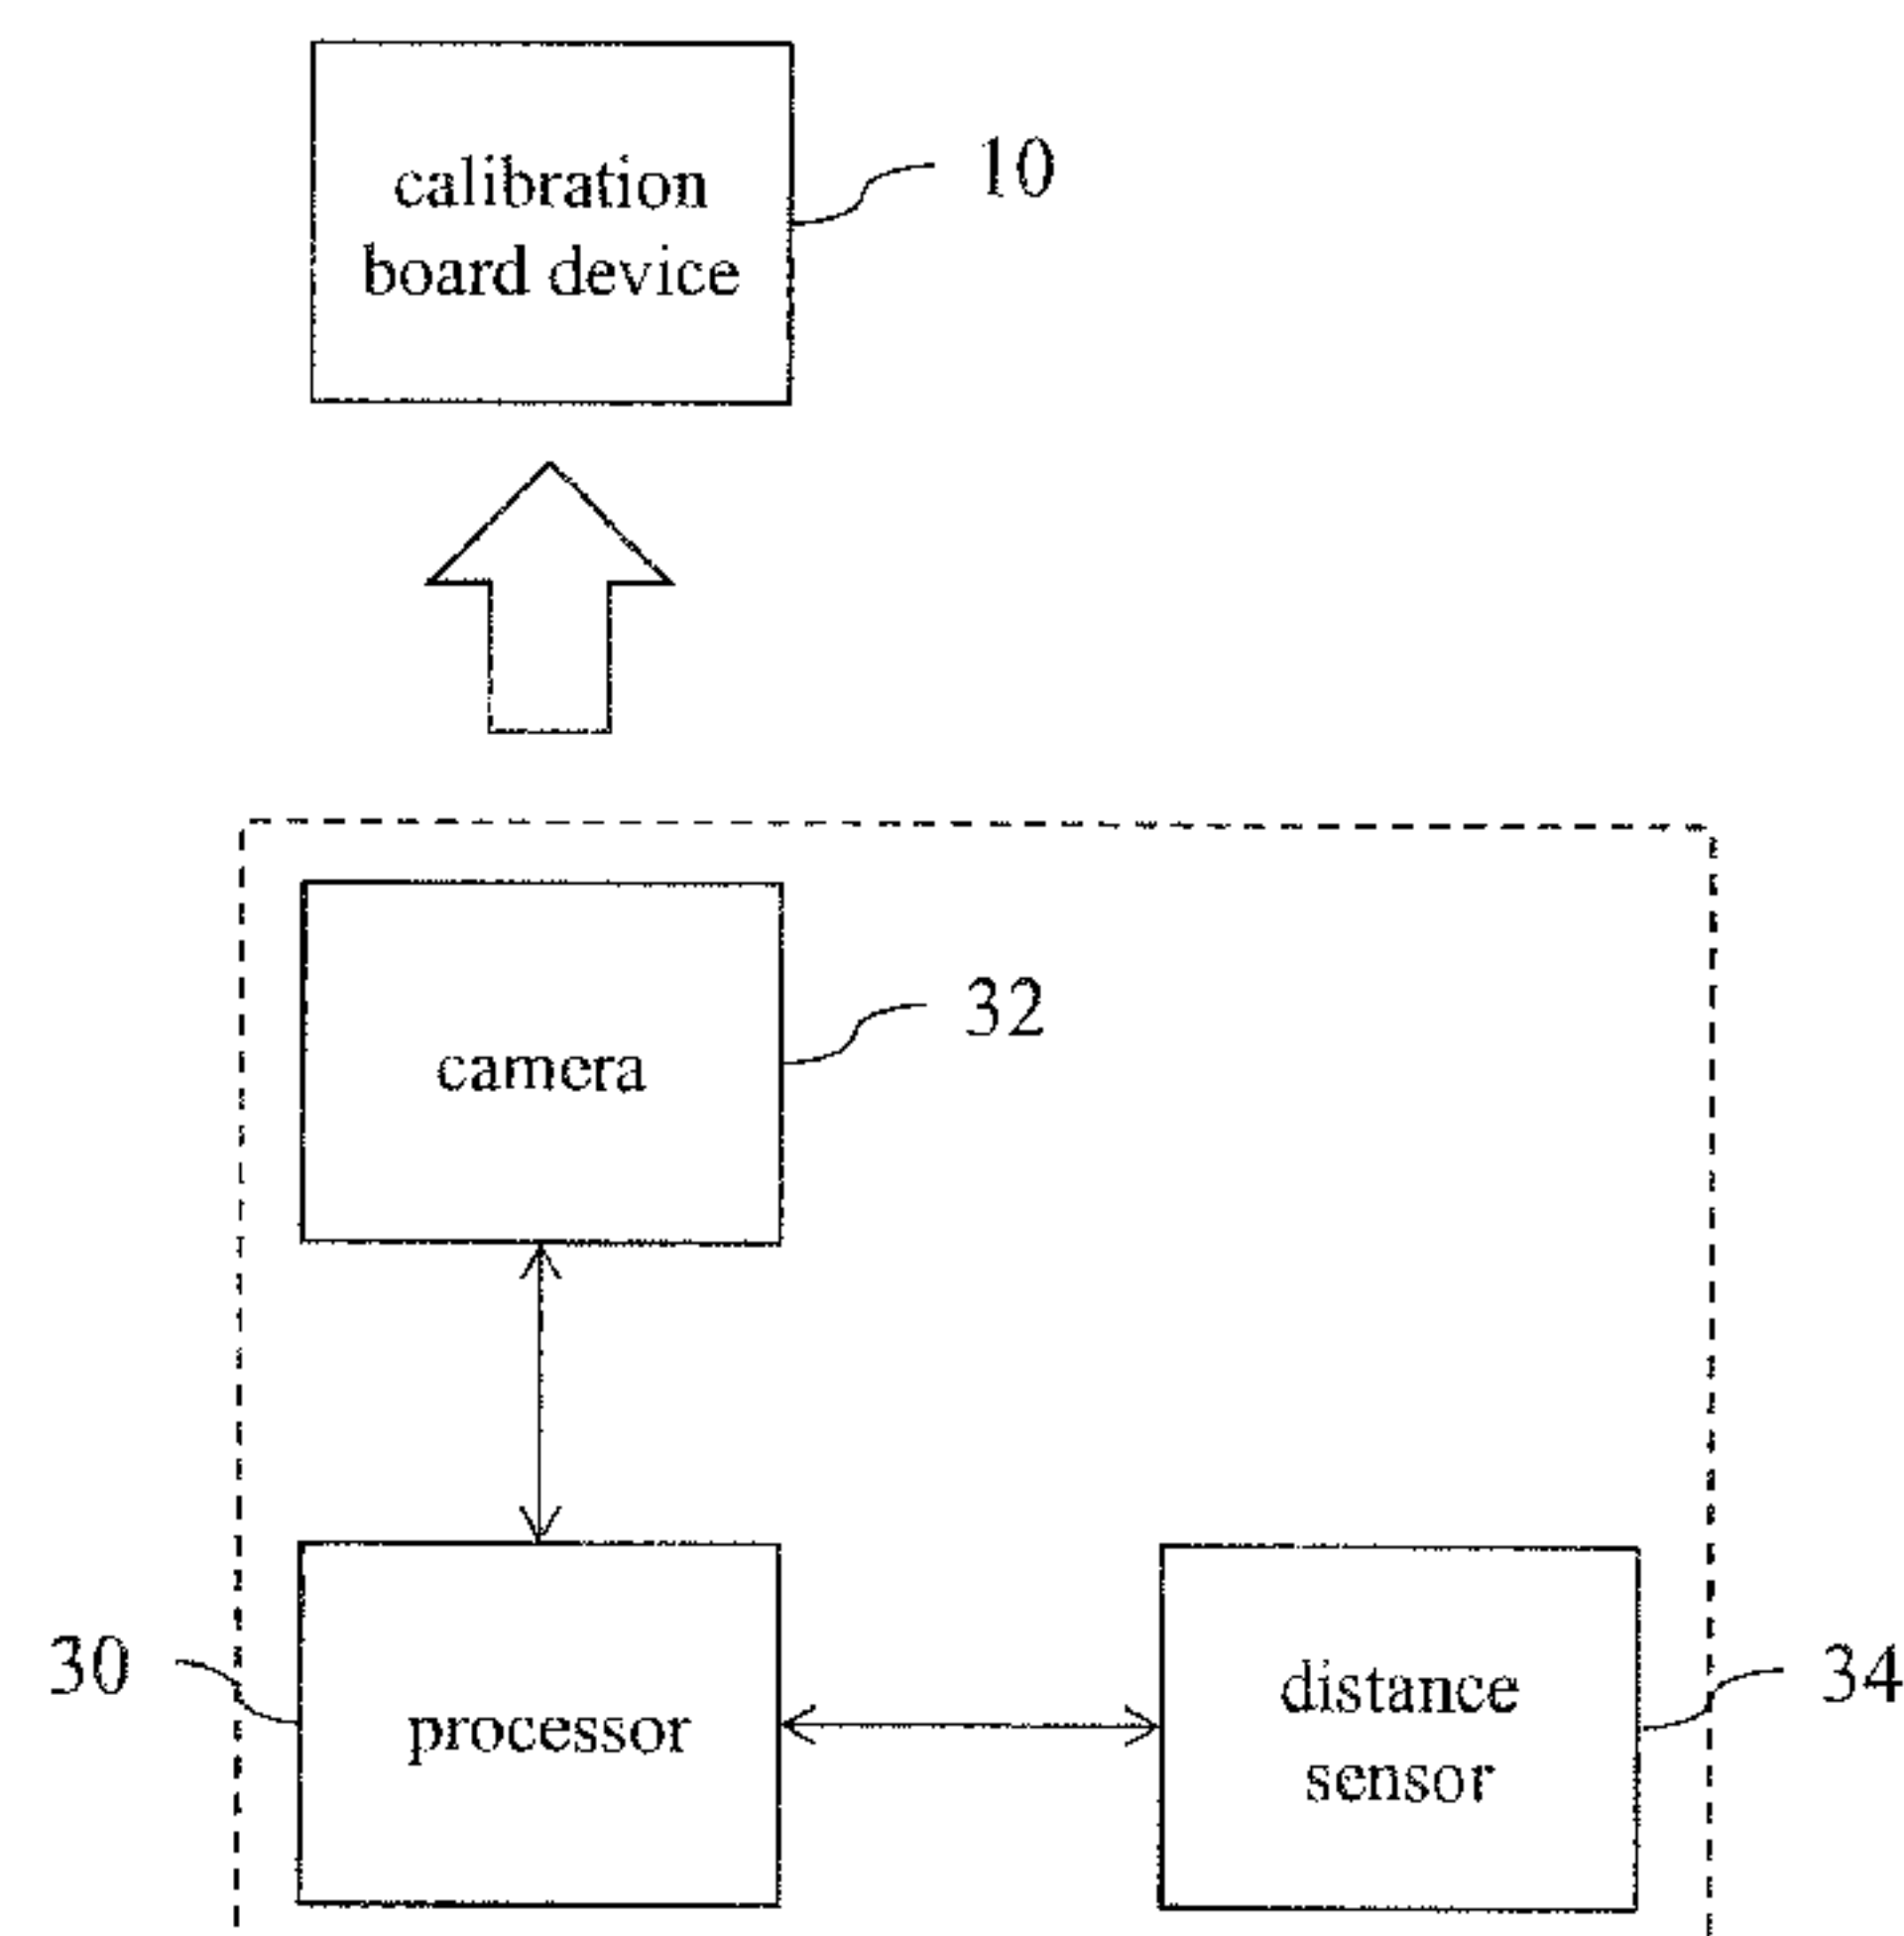 calibration
board device
10
camera
32
30
processor
distance
sensor
34